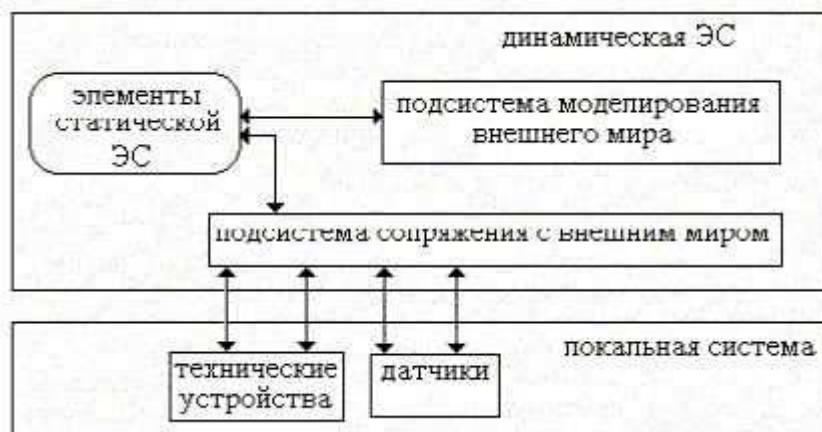 динамическая ЭС
элементы
статической
ЭС
подсистема моделирования
внешнего мира
подсистема сопряжения с внешним миром
локальная система
технические
устройства
датчики